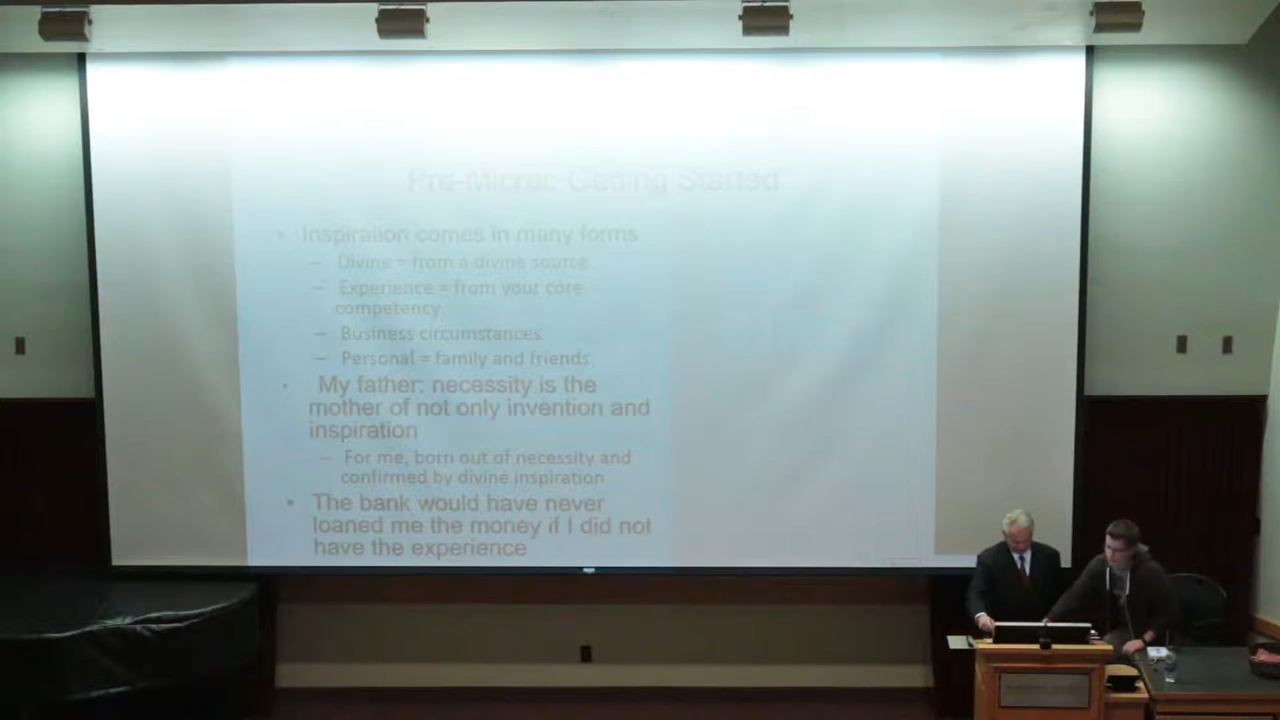 Pre-Micrel: Getting Started
• Inspiration comes in many forms
– Divine = from a divine source
– Experience = from your core
competency
– Business circumstances
– Personal = family and friends
• My father: necessity is the
mother of not only invention and
inspiration
– For me, born out of necessity and
confirmed by divine inspiration
• The bank would have never
loaned me the money if I did not
have the experience